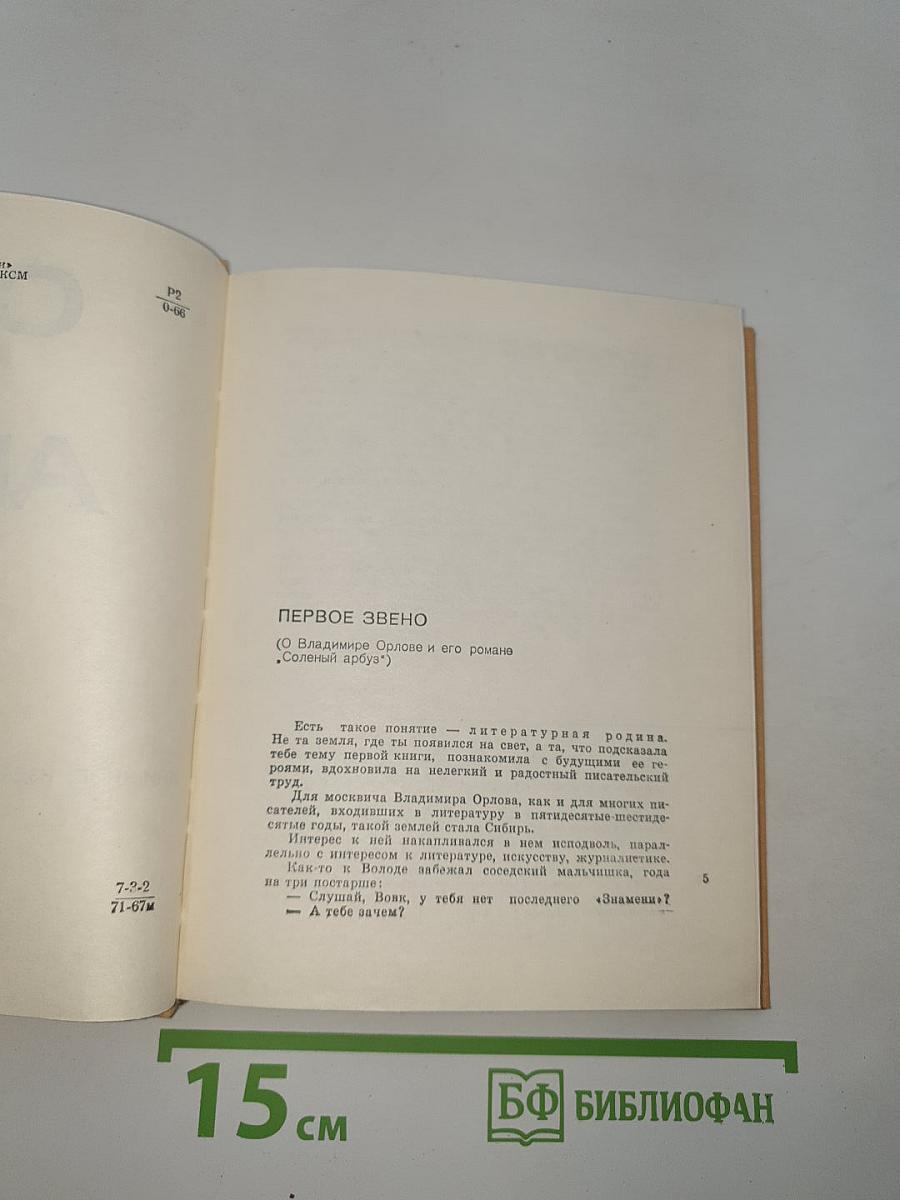 и»
КСМ
Р2
0-66
7-3-2
71-67м
ПЕРВОЕ ЗВЕНО
(О Владимире Орлове и его романе
„Соленый арбуз“)
Есть такое понятие — литературная родина.
Не та земля, где ты появился на свет, а та, что подсказала
тебе тему первой книги, познакомила с будущими ее ге-
роями, вдохновила на нелегкий и радостный писательский
труд.
Для москвича Владимира Орлова, как и для многих пи-
сателей, входивших в литературу в пятидесятые-шестиде-
сятые годы, такой землей стала Сибирь.
Интерес к ней накапливался в нем исподволь, парал-
лельно с интересом к литературе, искусству, журналистике.
Как-то к Володе забежал соседский мальчишка, года
на три постарше:
— Слушай, Вовк, у тебя нет последнего «Знамени»?
— А тебе зачем?
5
15 см
БФ БИБЛИОФАН